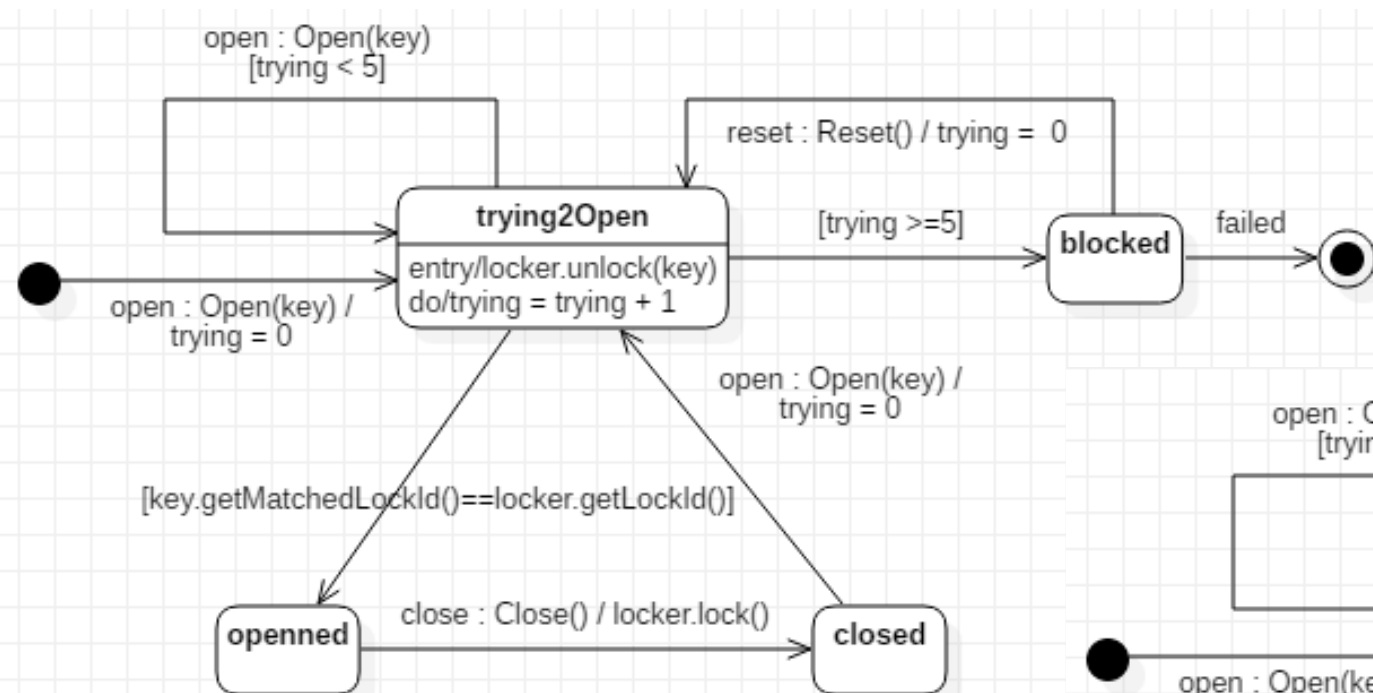 open : Open(key)
[trying < 5]
reset : Reset() / trying =  0
trying2Open
[trying >=5]
failed
blocked
entry/locker.unlock(key)
do/trying = trying + 1
open : Open(key) /
trying = 0
open : Open(key) /
trying = 0
open :
[key.getMatchedLockId()==locker.getLockId()]
close : Close() / locker.lock()
openned
closed
open :